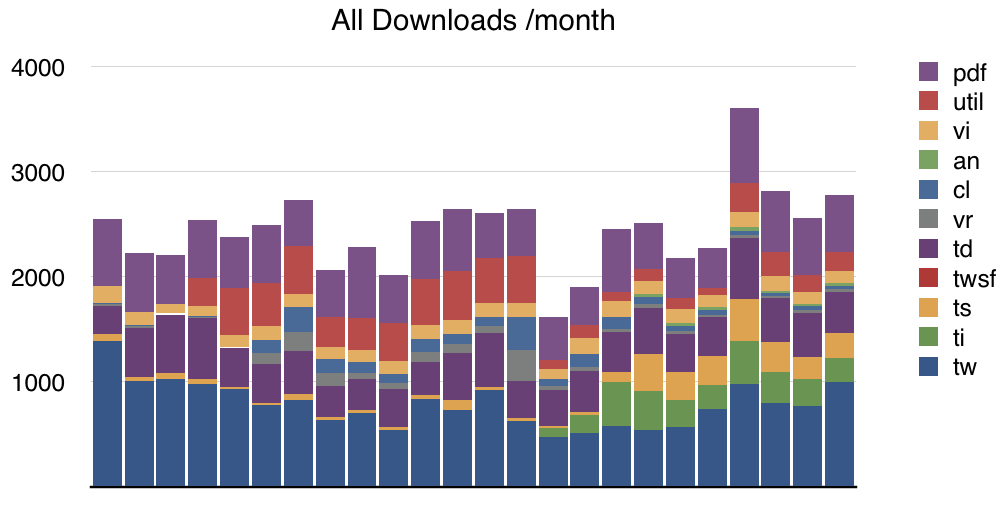 All Downloads /month
4000
3000
2000
1000
pdf
util
vi
an
cl
vr
td
twsf
ts
ti
tw